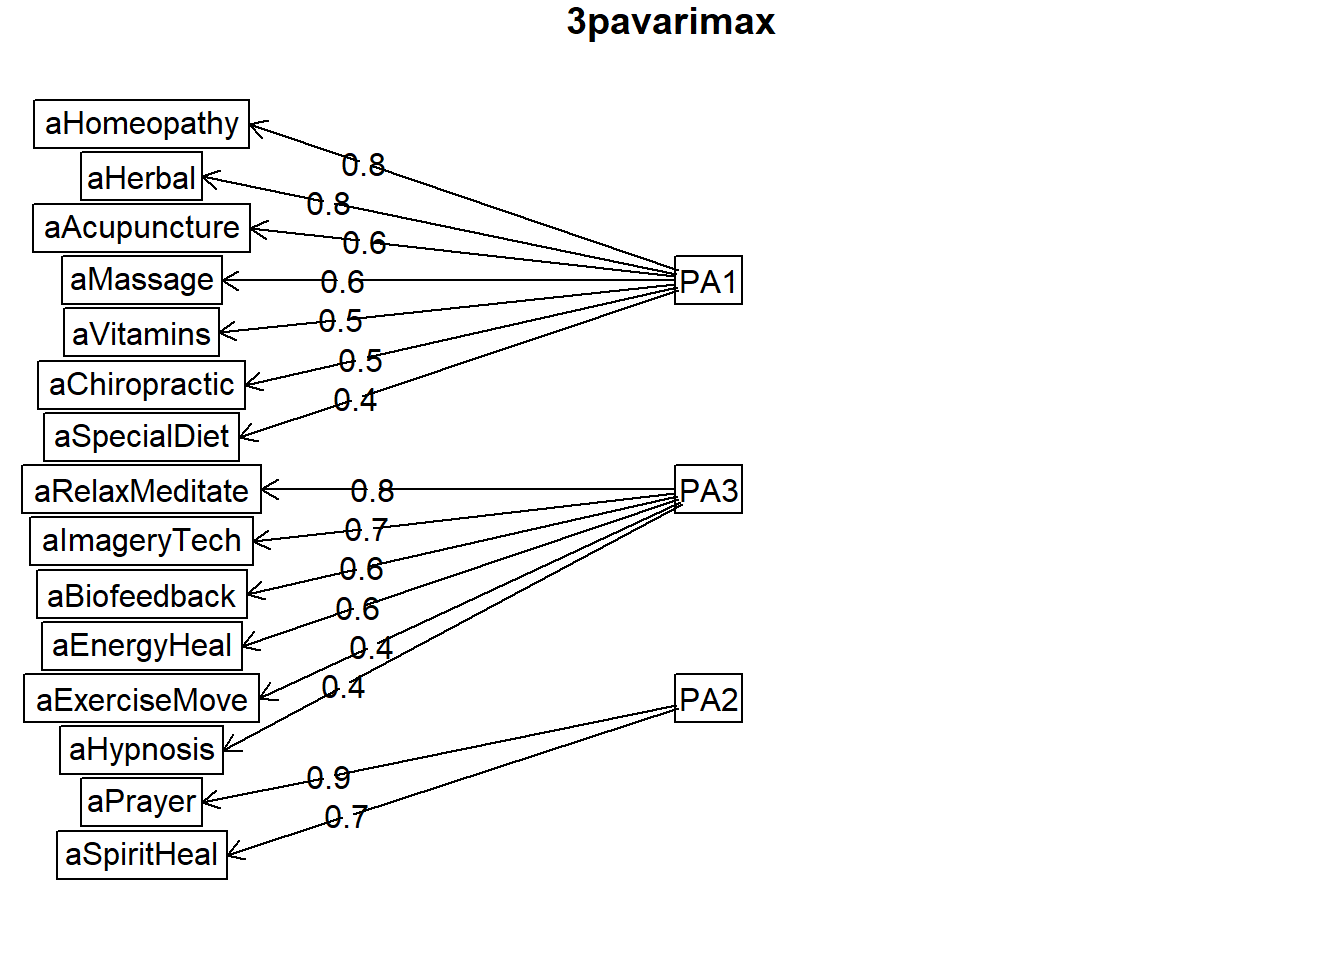 3pavarimax
aHomeopathy
0.8
aHerbal
0.8
aAcupuncture
0.6
aMassage
0.6
PA1
aVitamins
0.5
aChiropractic
0.5
0.4
aSpecialDiet
aRelaxMeditate
0.8
PA3
aImageryTech
0.7
0.6
aBiofeedback
0.6
aEnergyHeal
0.4
0.4
aExerciseMove
PA2
aHypnosis
0.9
aPrayer
0.7
aSpiritHeal